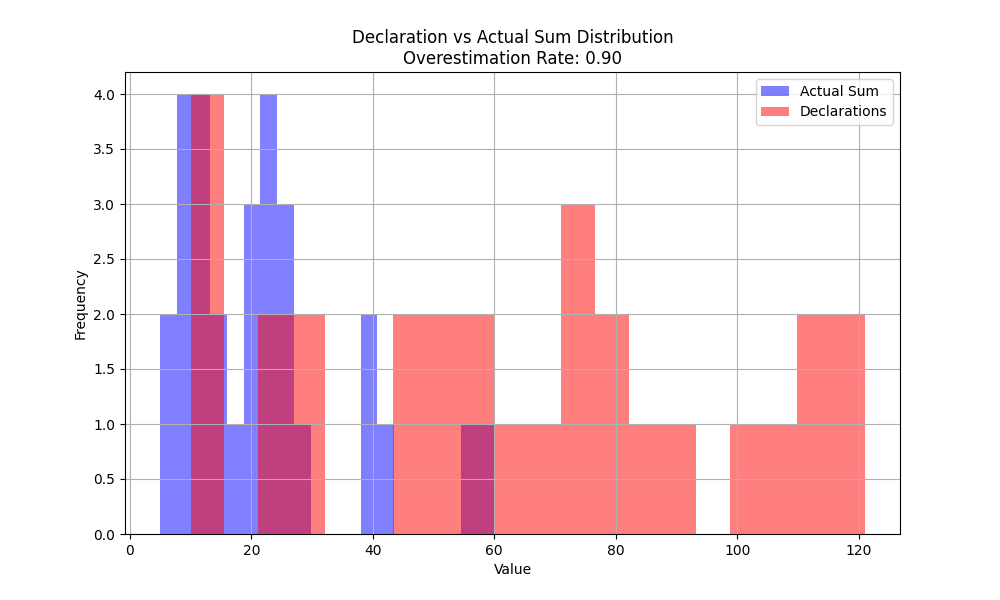 Declaration vs Actual Sum Distribution
Overestimation Rate: 0.90
Actual Sum
Declarations
4.0
3.5
3.0
2.5
2.0
1.5
1.0
0.5
0.0
Frequency
0
20
40
60
80
100
120
Value